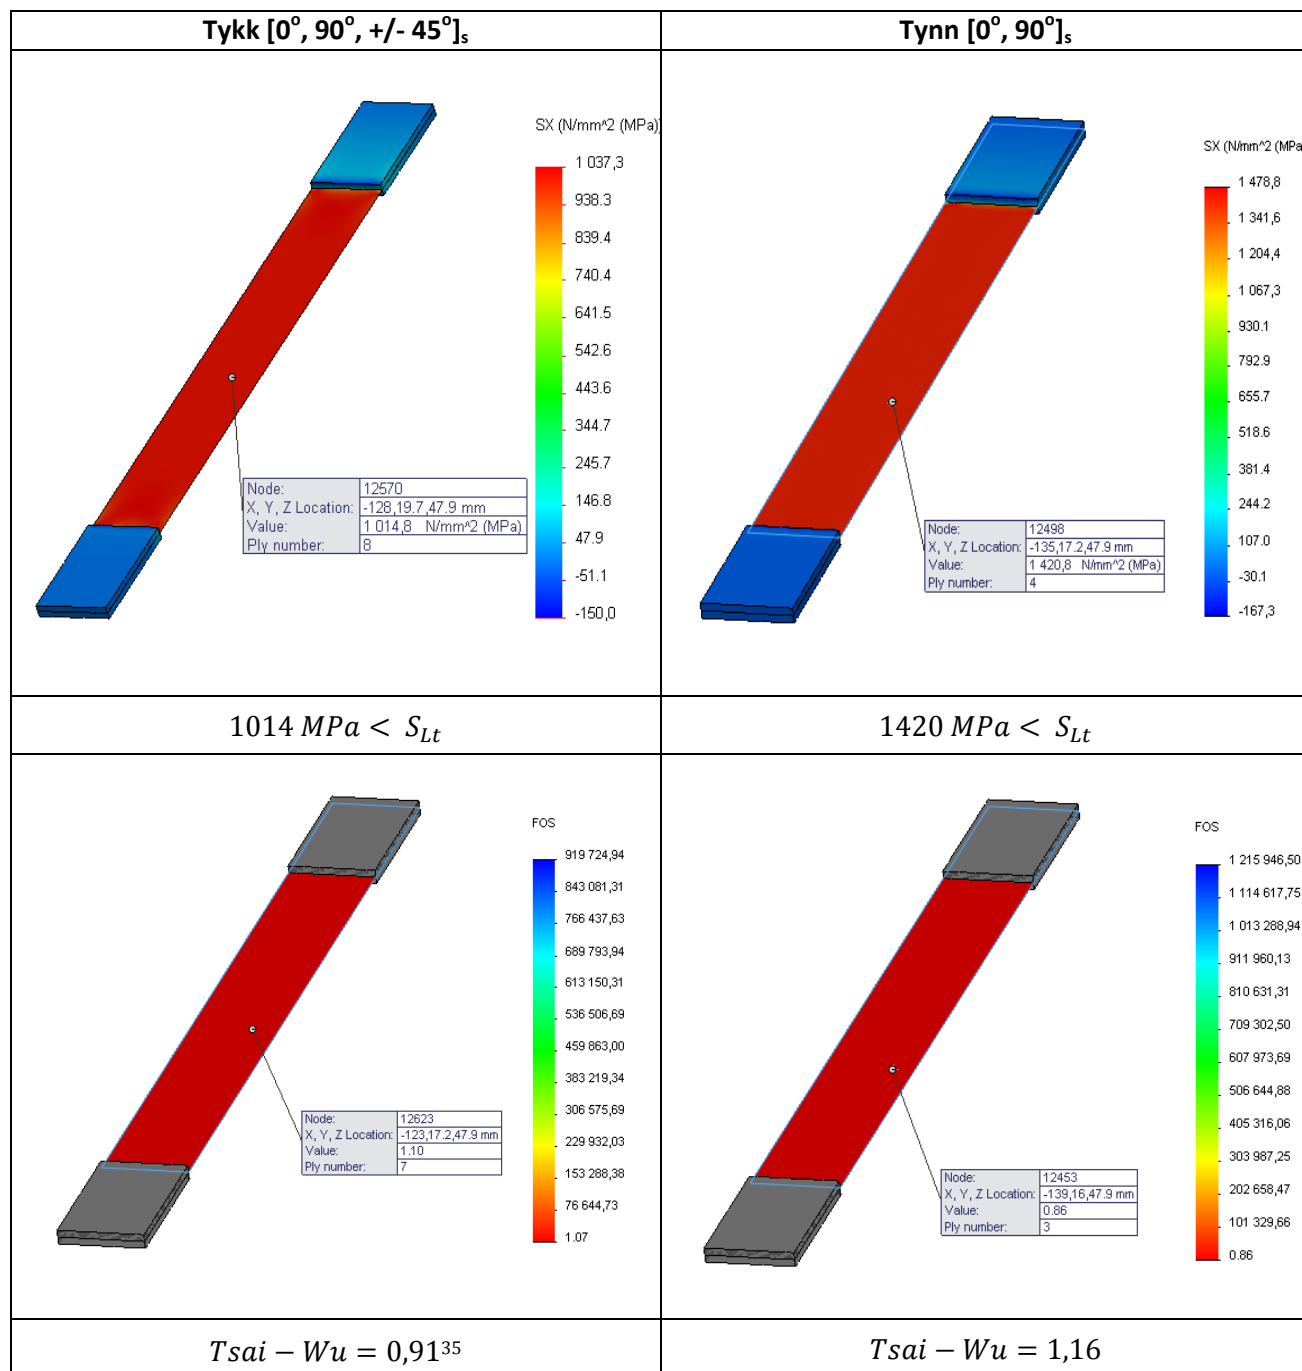 Tykk [0°, 90°, +/- 45°]ₛ
Tynn [0°, 90°]ₛ
SX (N/mm^2 (MPa)
1 037,3
938.3
839.4
740.4
641.5
542.6
443.6
344.7
245.7
146.8
47.9
-51.1
-150,0
Node: 12570
X, Y, Z Location: -128,19.7,47.9 mm
Value: 1 014,8 N/mm^2 (MPa)
Ply number: 8
SX (N/mm^2 (MPa
1 478,8
1 341,6
1 204,4
1 067,3
930.1
792.9
655.7
518.6
381.4
244.2
107.0
-30.1
-167,3
Node: 12498
X, Y, Z Location: -135,17.2,47.9 mm
Value: 1 420,8 N/mm^2 (MPa)
Ply number: 4
1014 MPa < S_Lt
1420 MPa < S_Lt
FOS
919 724,94
843 081,31
766 437,63
689 793,94
613 150,31
536 506,69
459 863,00
383 219,34
306 575,69
229 932,03
153 288,38
76 644,73
1.07
Node: 12623
X, Y, Z Location: -123,17.2,47.9 mm
Value: 1.10
Ply number: 7
FOS
1 215 946,50
1 114 617,75
1 013 288,94
911 960,13
810 631,31
709 302,50
607 973,69
506 644,88
405 316,06
303 987,25
202 658,47
101 329,66
0.86
Node: 12453
X, Y, Z Location: -139,16,47.9 mm
Value: 0.86
Ply number: 3
Tsai − Wu = 0,91³⁵
Tsai − Wu = 1,16